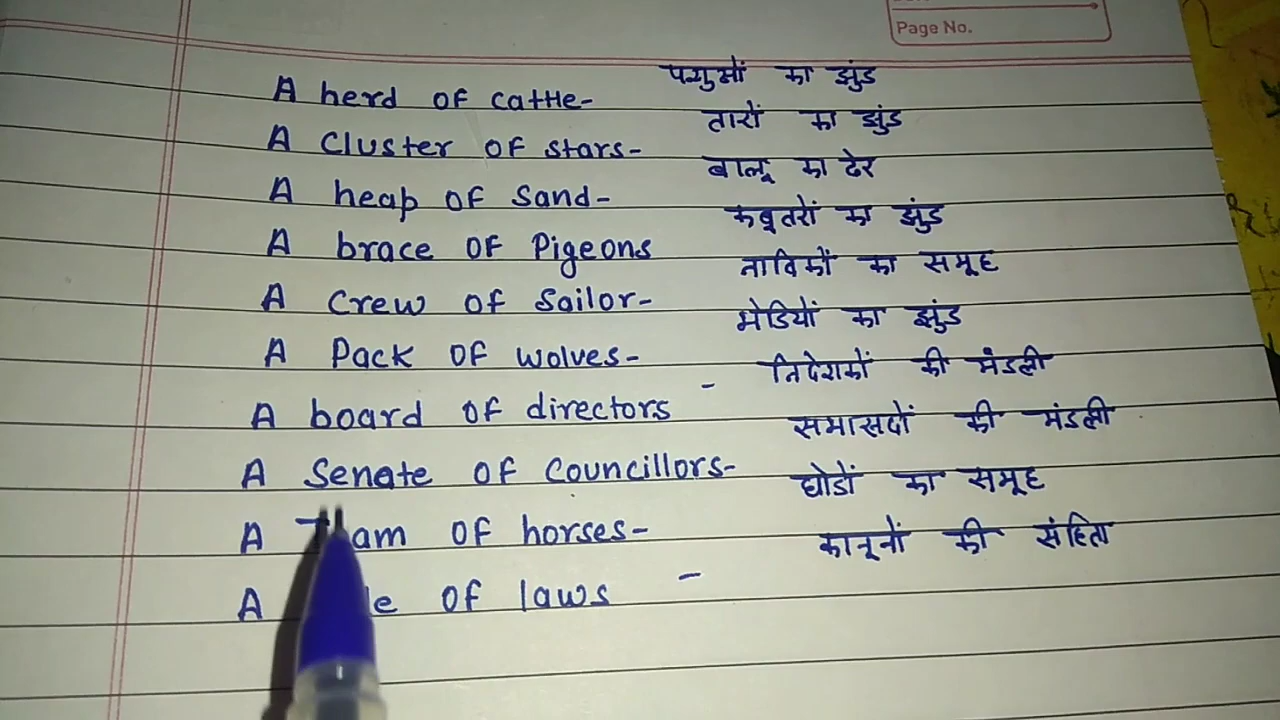 Page No.
A herd of cattle- पशुओं का झुंड
A Cluster of stars- तारों का झुंड
A heap of Sand- बालू का ढेर
A brace of Pigeons कबूतरों का झुंड
A Crew of Sailor- नाविकों का समूह
A Pack of wolves- भेडियों का झुंड
A board of directors - निदेशकों की मंडली
A Senate of Councillors- सभासदों की मंडली
A of horses- घोडों का समूह
A of laws - कानूनों की संहिता